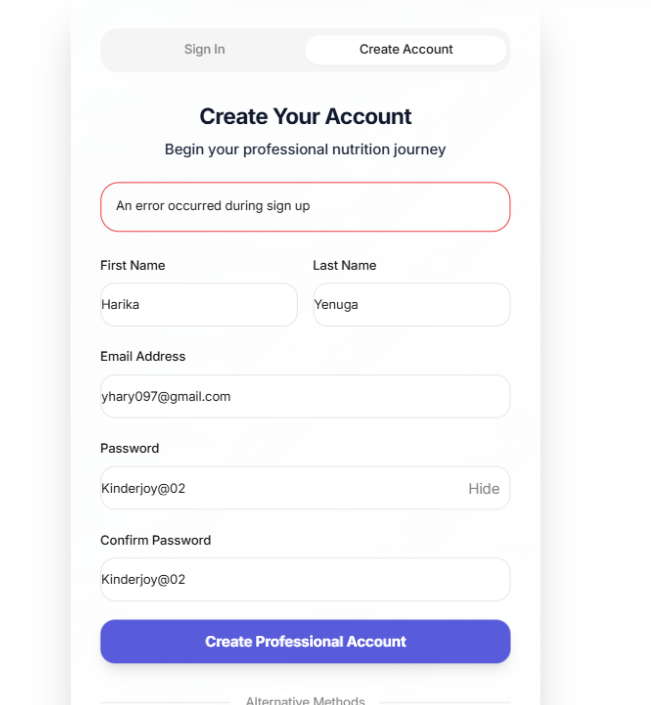 Sign In Create Account
Create Your Account
Begin your professional nutrition journey
An error occurred during sign up
First Name Last Name
Harika Yenuga
Email Address
yhary097@gmail.com
Password
Kinderjoy@02 Hide
Confirm Password
Kinderjoy@02
Create Professional Account
Alternative Methods